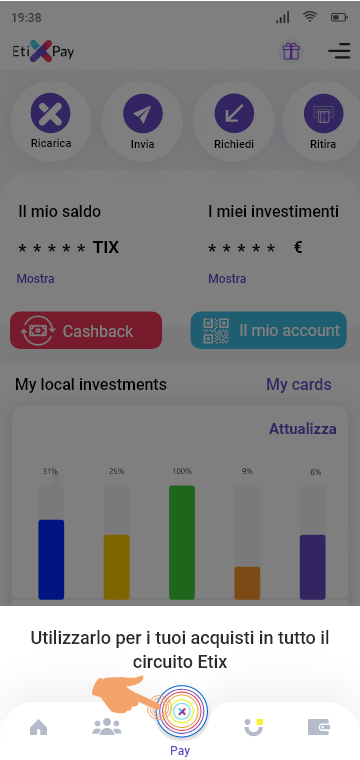 19:38
EtiXPay
Ricarica
Invia
Richiedi
Ritira
Il mio saldo
I miei investimenti
* * * * * TIX
* * * * * €
Mostra
Mostra
Cashback
Il mio account
My local investments
My cards
Attualizza
31%
25%
100%
9%
6%
Utilizzarlo per i tuoi acquisti in tutto il
circuito Etix
Pay